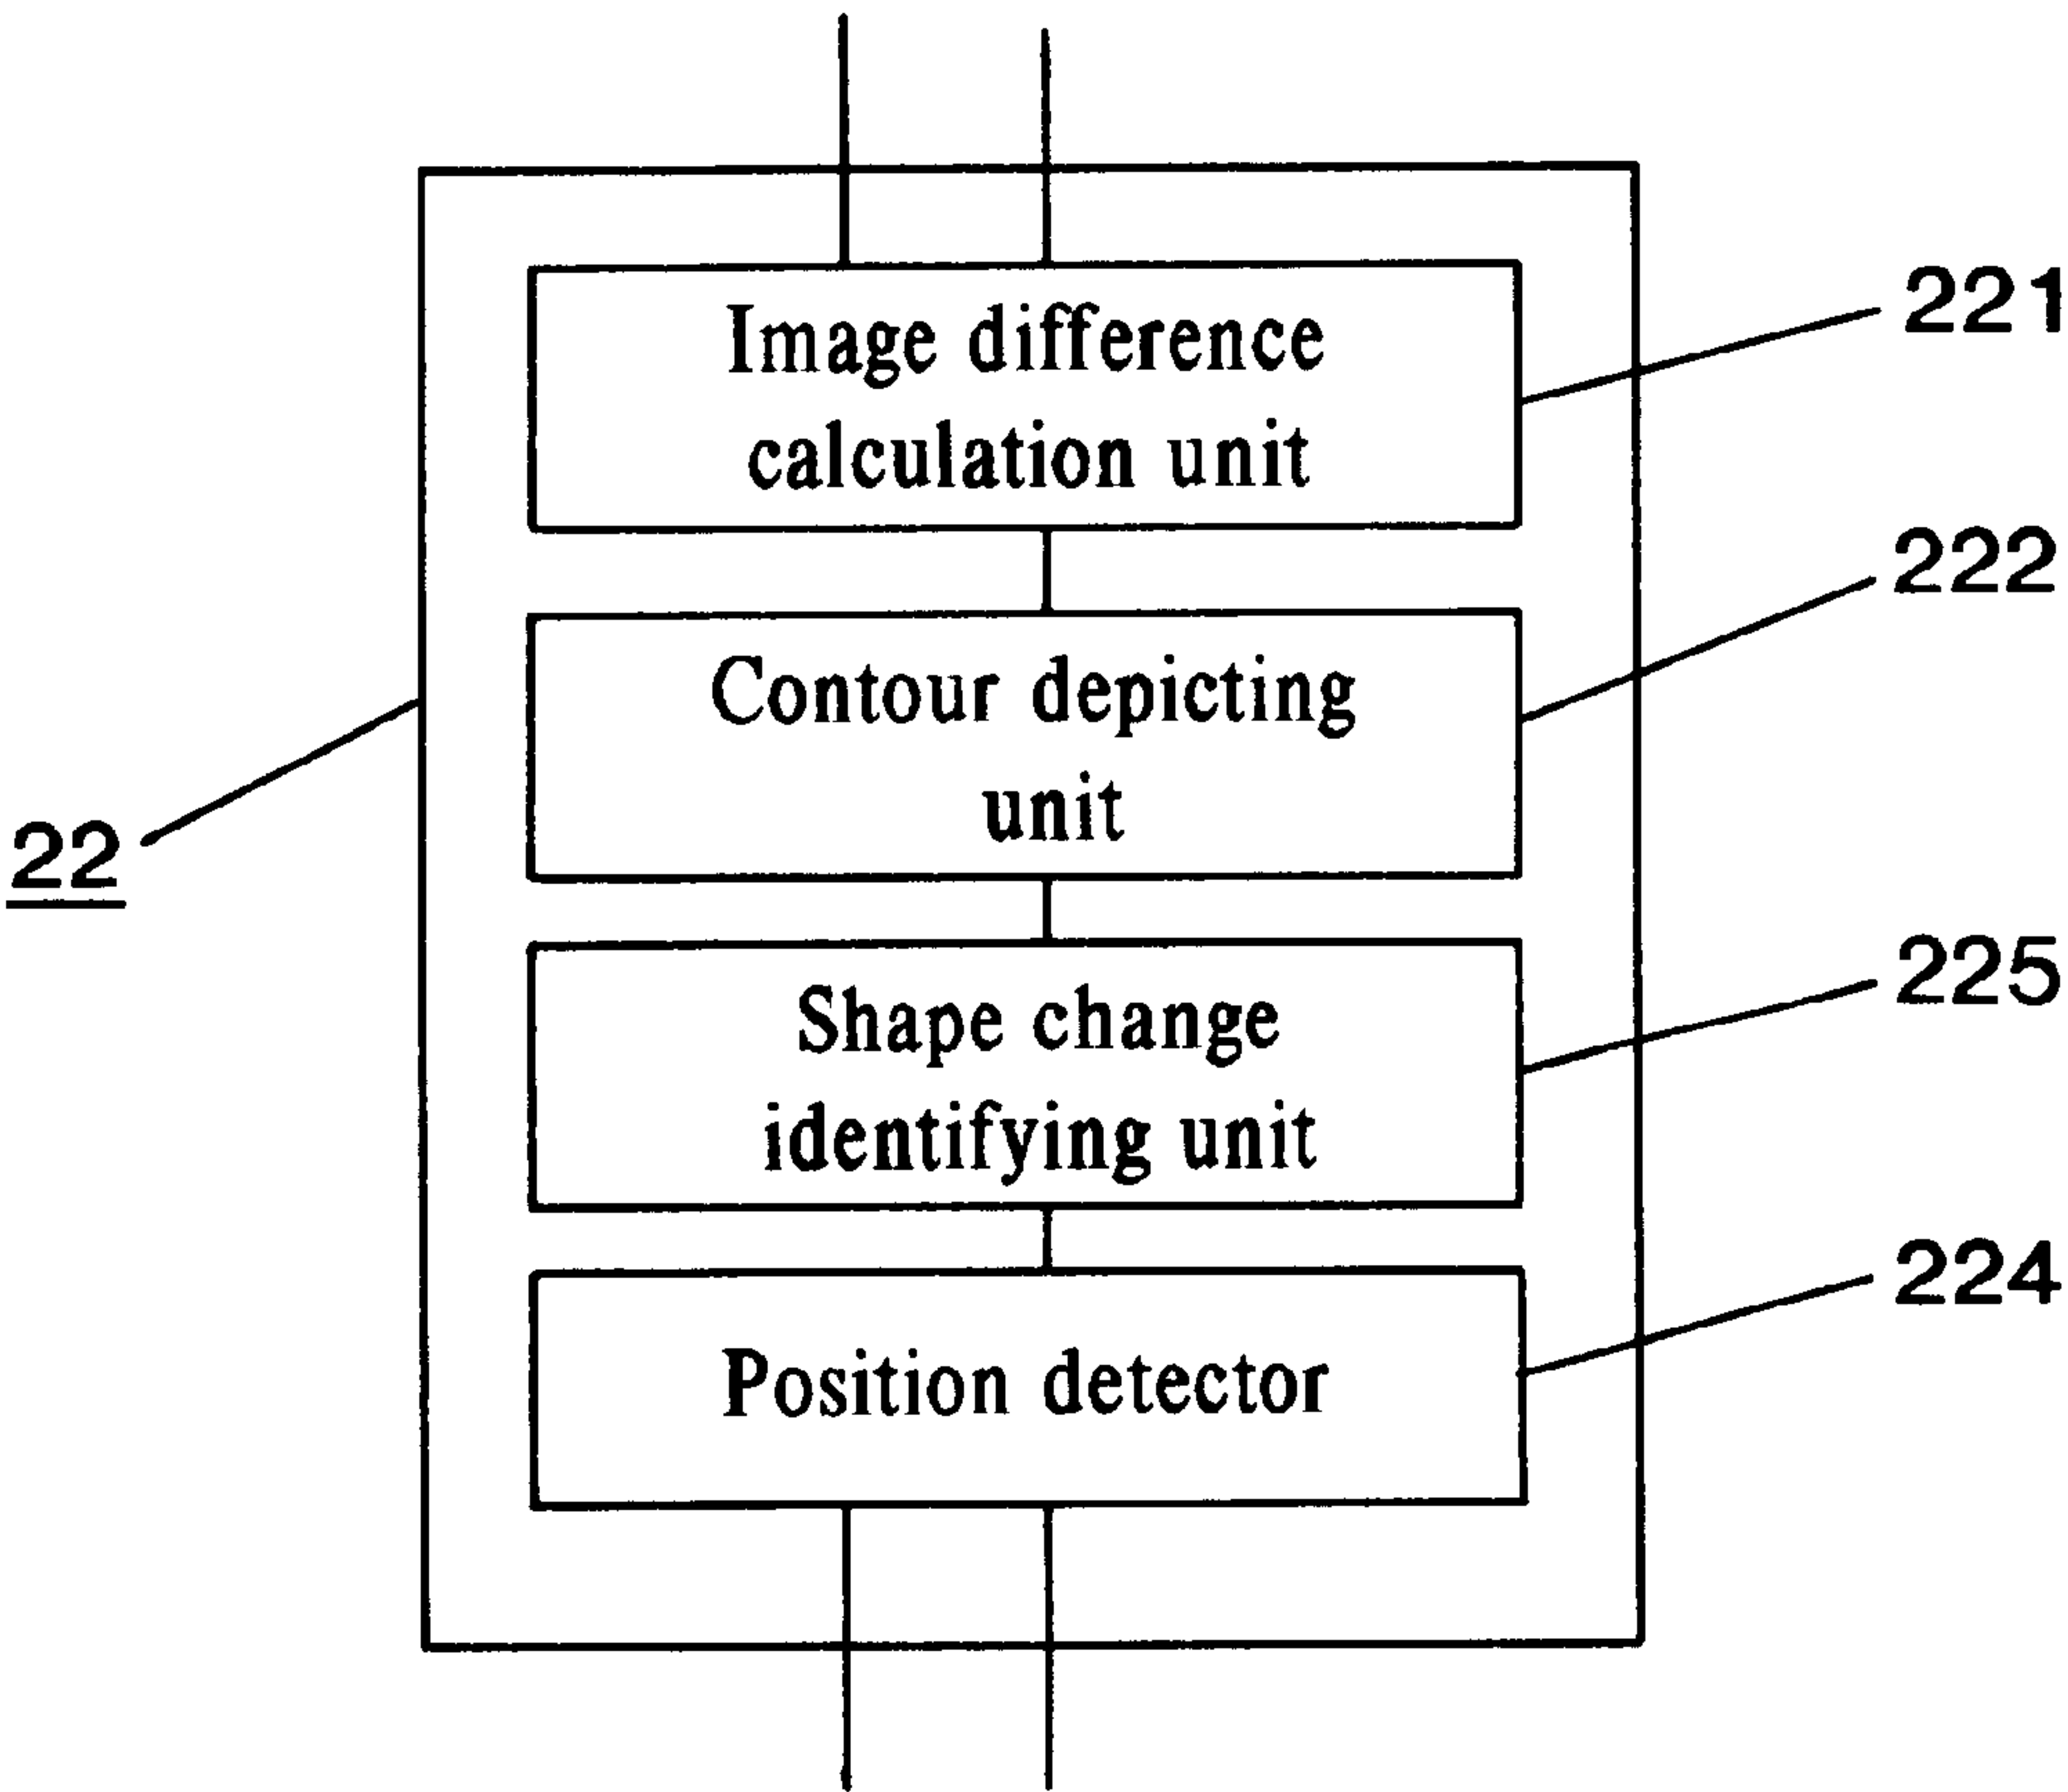 Image difference
calculation unit
221
Contour depicting
unit
222
22
Shape change
identifying unit
225
Position detector
224